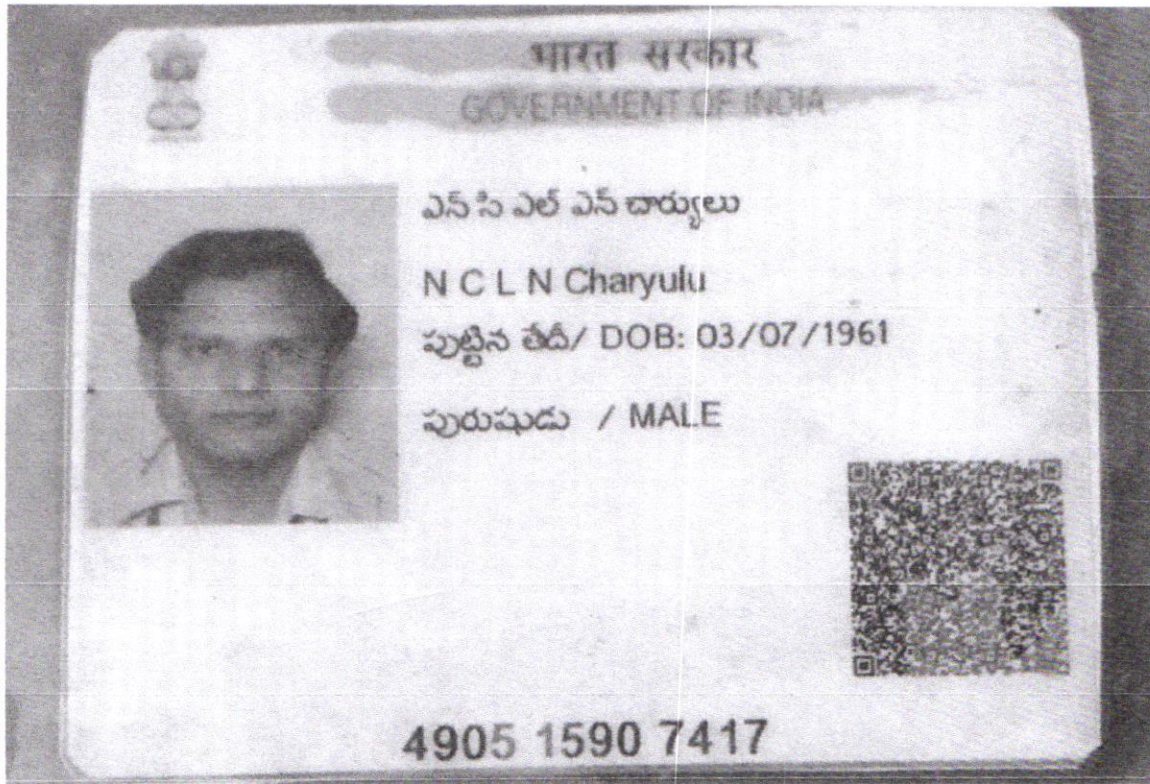 भारत सरकार
GOVERNMENT OF INDIA
ఎన్ సి ఎల్ ఎన్ చార్యులు
N C L N Charyulu
పుట్టిన తేదీ/ DOB: 03/07/1961
పురుషుడు / MALE
4905 1590 7417